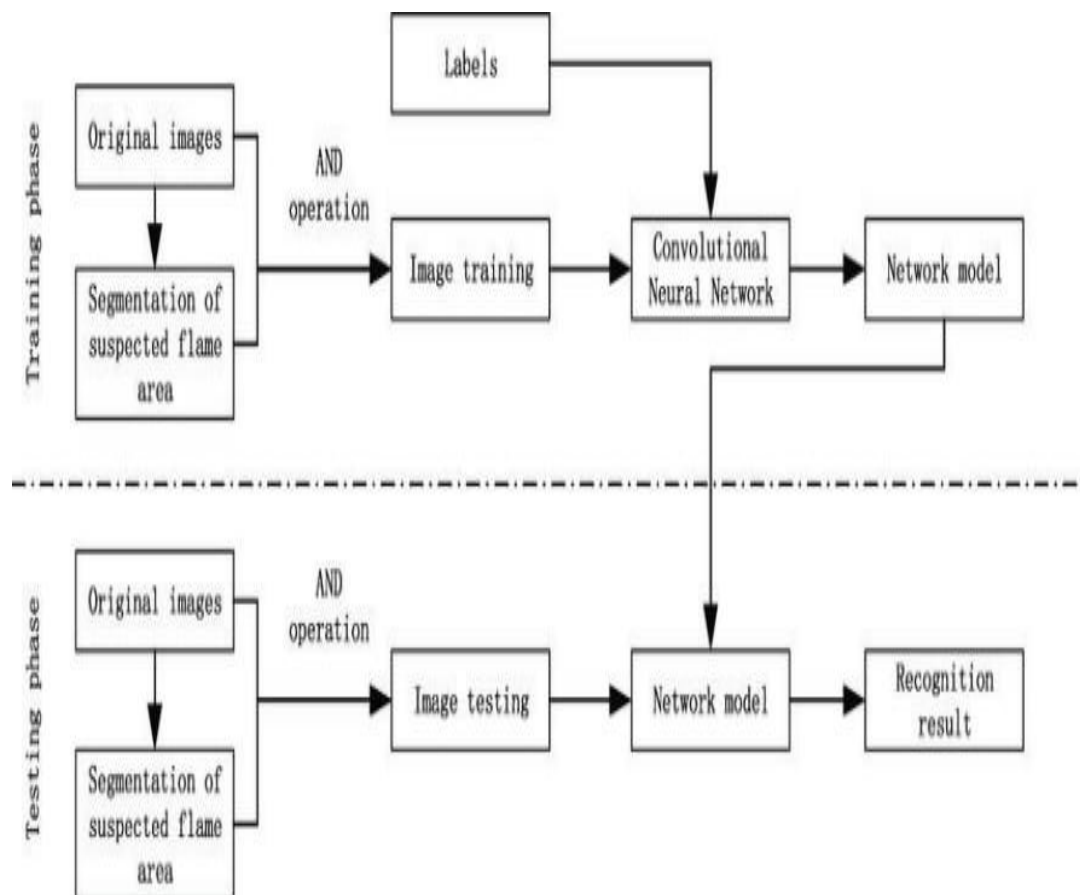 Training phase
Labels
Original images
AND
operation
Segmentation of
suspected flame
area
Image training
Convolutional
Neural Network
Network model
Testing phase
Original images
AND
operation
Segmentation of
suspected flame
area
Image testing
Network model
Recognition
result